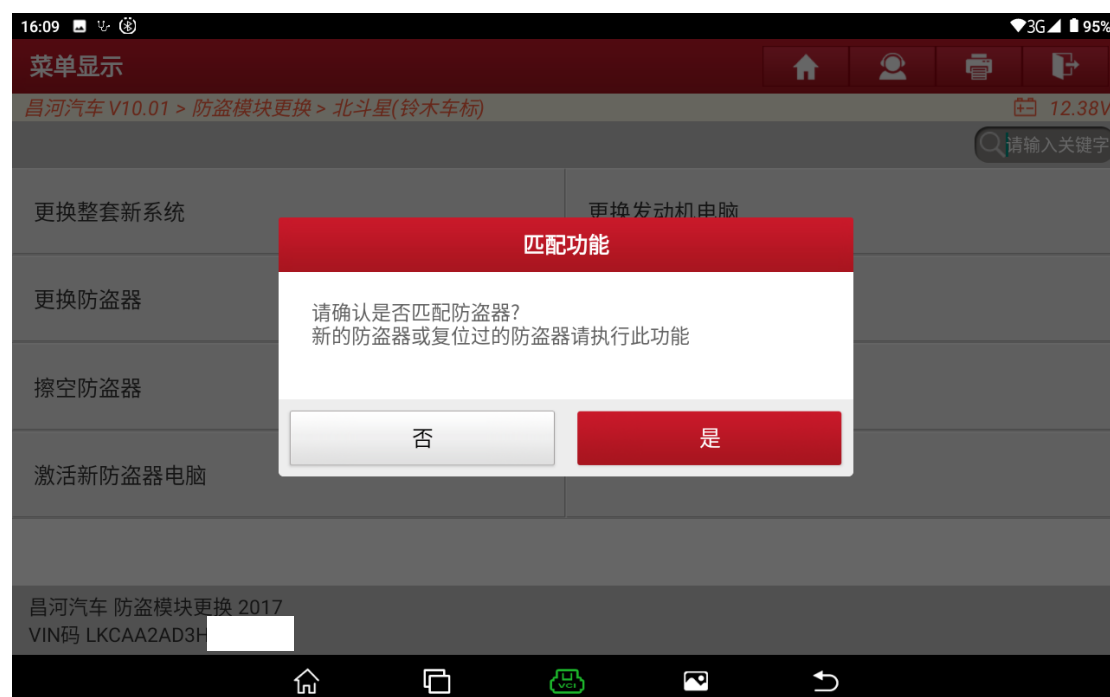 16:09
3G 95%
菜单显示
昌河汽车 V10.01 > 防盗模块更换 > 北斗星(铃木车标)
12.38V
请输入关键字
更换整套新系统
更换发动机电脑
匹配功能
更换防盗器
请确认是否匹配防盗器?
新的防盗器或复位过的防盗器请执行此功能
擦空防盗器
否
是
激活新防盗器电脑
昌河汽车 防盗模块更换 2017
VIN码 LKCAA2AD3H
VCI